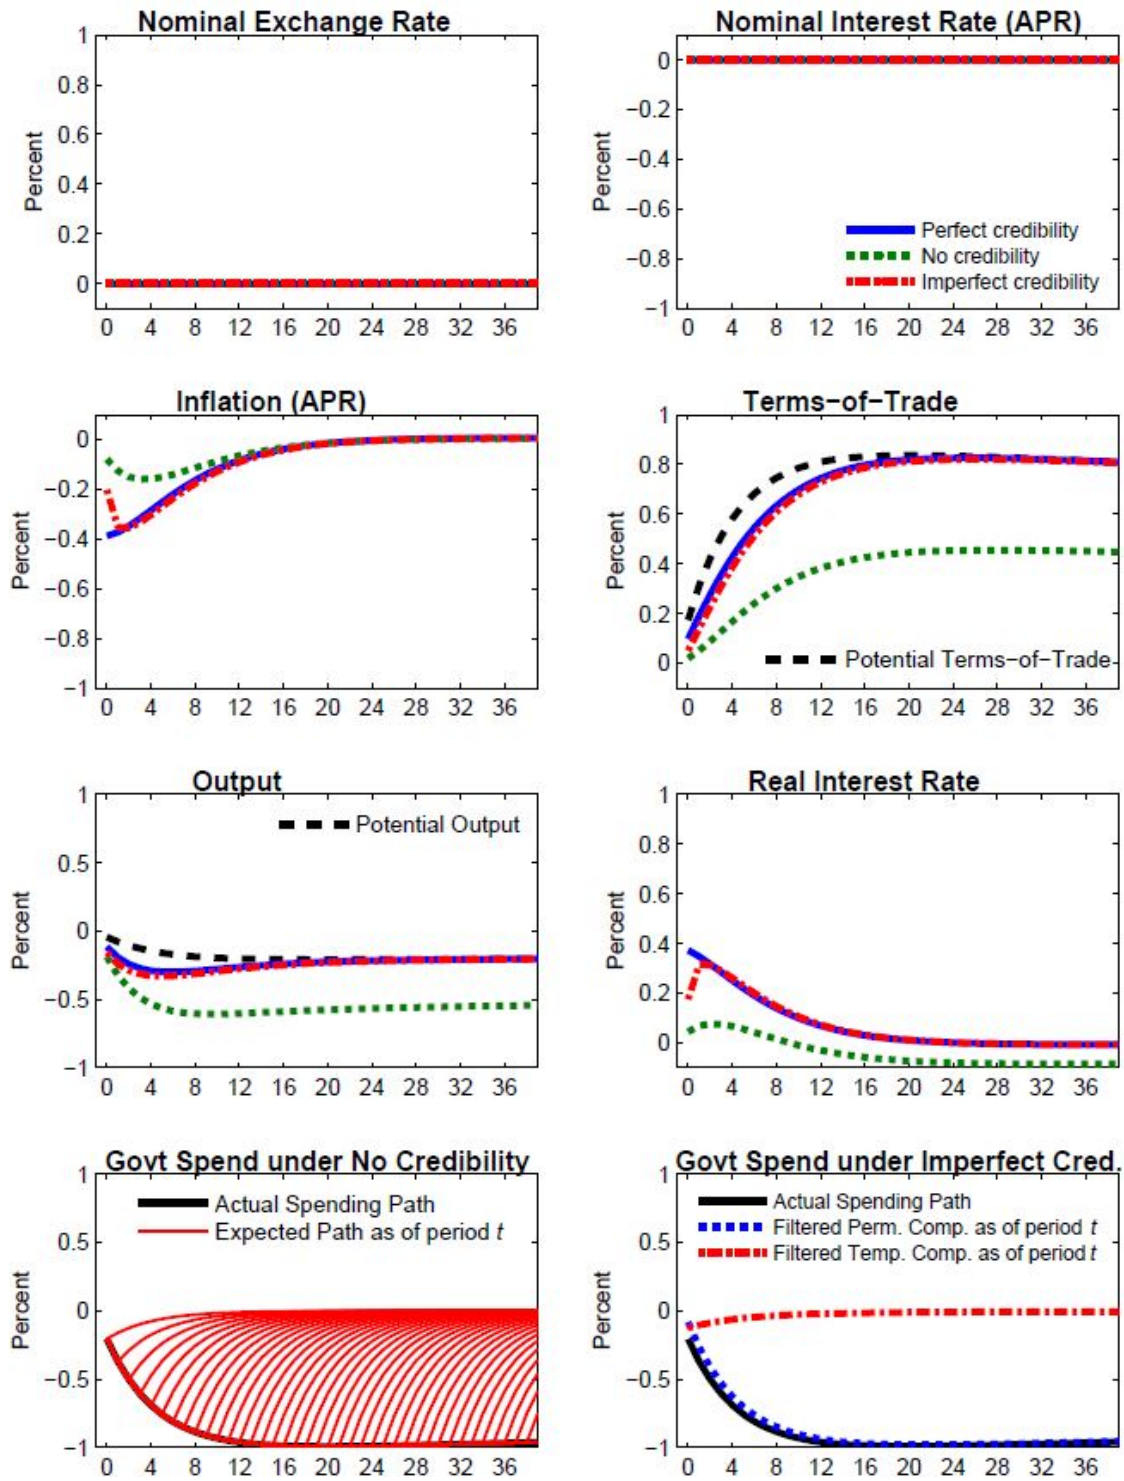 Nominal Exchange Rate
1
0.8
0.6
0.4
0.2
0
Percent
0 4 8 12 16 20 24 28 32 36
Nominal Interest Rate (APR)
0
−0.2
−0.4
−0.6
−0.8
−1
Percent
Perfect credibility
No credibility
Imperfect credibility
0 4 8 12 16 20 24 28 32 36
Inflation (APR)
0
−0.2
−0.4
−0.6
−0.8
−1
Percent
0 4 8 12 16 20 24 28 32 36
Terms−of−Trade
1
0.8
0.6
0.4
0.2
0
Percent
Potential Terms−of−Trade
0 4 8 12 16 20 24 28 32 36
Output
1
0.5
0
−0.5
−1
Percent
Potential Output
0 4 8 12 16 20 24 28 32 36
Real Interest Rate
1
0.8
0.6
0.4
0.2
0
Percent
0 4 8 12 16 20 24 28 32 36
Govt Spend under No Credibility
1
0.5
0
−0.5
−1
Percent
Actual Spending Path
Expected Path as of period t
0 4 8 12 16 20 24 28 32 36
Govt Spend under Imperfect Cred.
1
0.5
0
−0.5
−1
Percent
Actual Spending Path
Filtered Perm. Comp. as of period t
Filtered Temp. Comp. as of period t
0 4 8 12 16 20 24 28 32 36